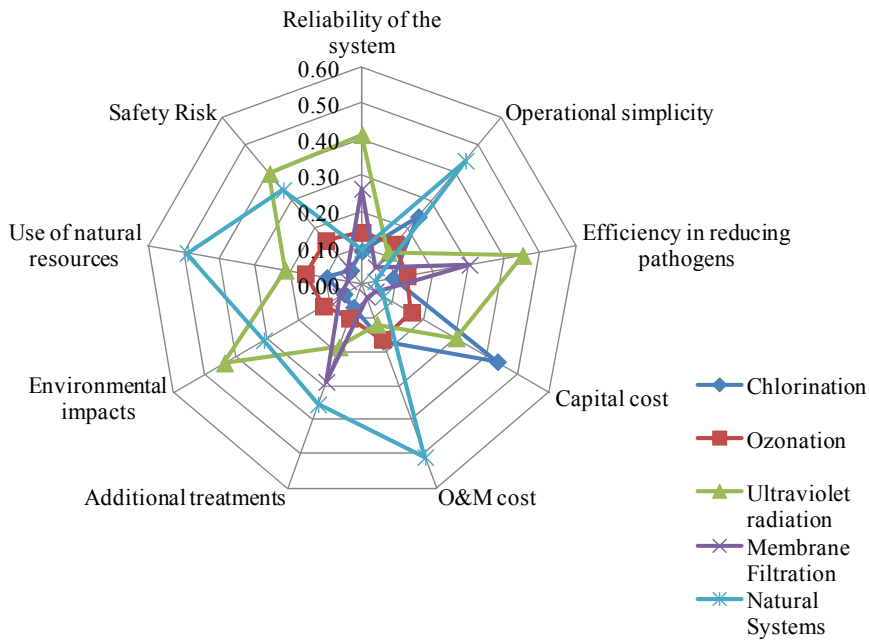 Reliability of the
system
0.60
0.50
0.40
0.30
0.20
0.10
0.00
Operational simplicity
Efficiency in reducing
pathogens
Capital cost
O&M cost
Additional treatments
Environmental
impacts
Use of natural
resources
Safety Risk
Chlorination
Ozonation
Ultraviolet
radiation
Membrane
Filtration
Natural
Systems